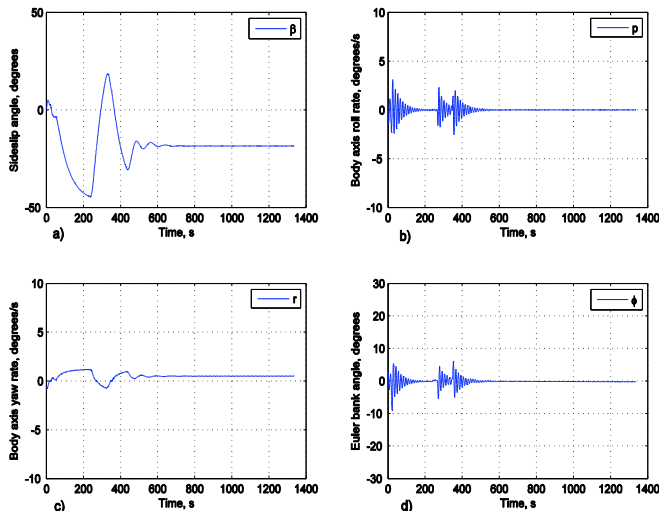 50
β
Sideslip angle, degrees
0
-50
0 200 400 600 800 1000 1200 1400
a)
Time, s
10
p
Body axis roll rate, degrees/s
5
0
-5
-10
0 200 400 600 800 1000 1200 1400
b)
Time, s
10
r
Body axis yaw rate, degrees/s
5
0
-5
-10
0 200 400 600 800 1000 1200 1400
c)
Time, s
30
ϕ
Euler bank angle, degrees
20
10
0
-10
-20
-30
0 200 400 600 800 1000 1200 1400
d)
Time, s